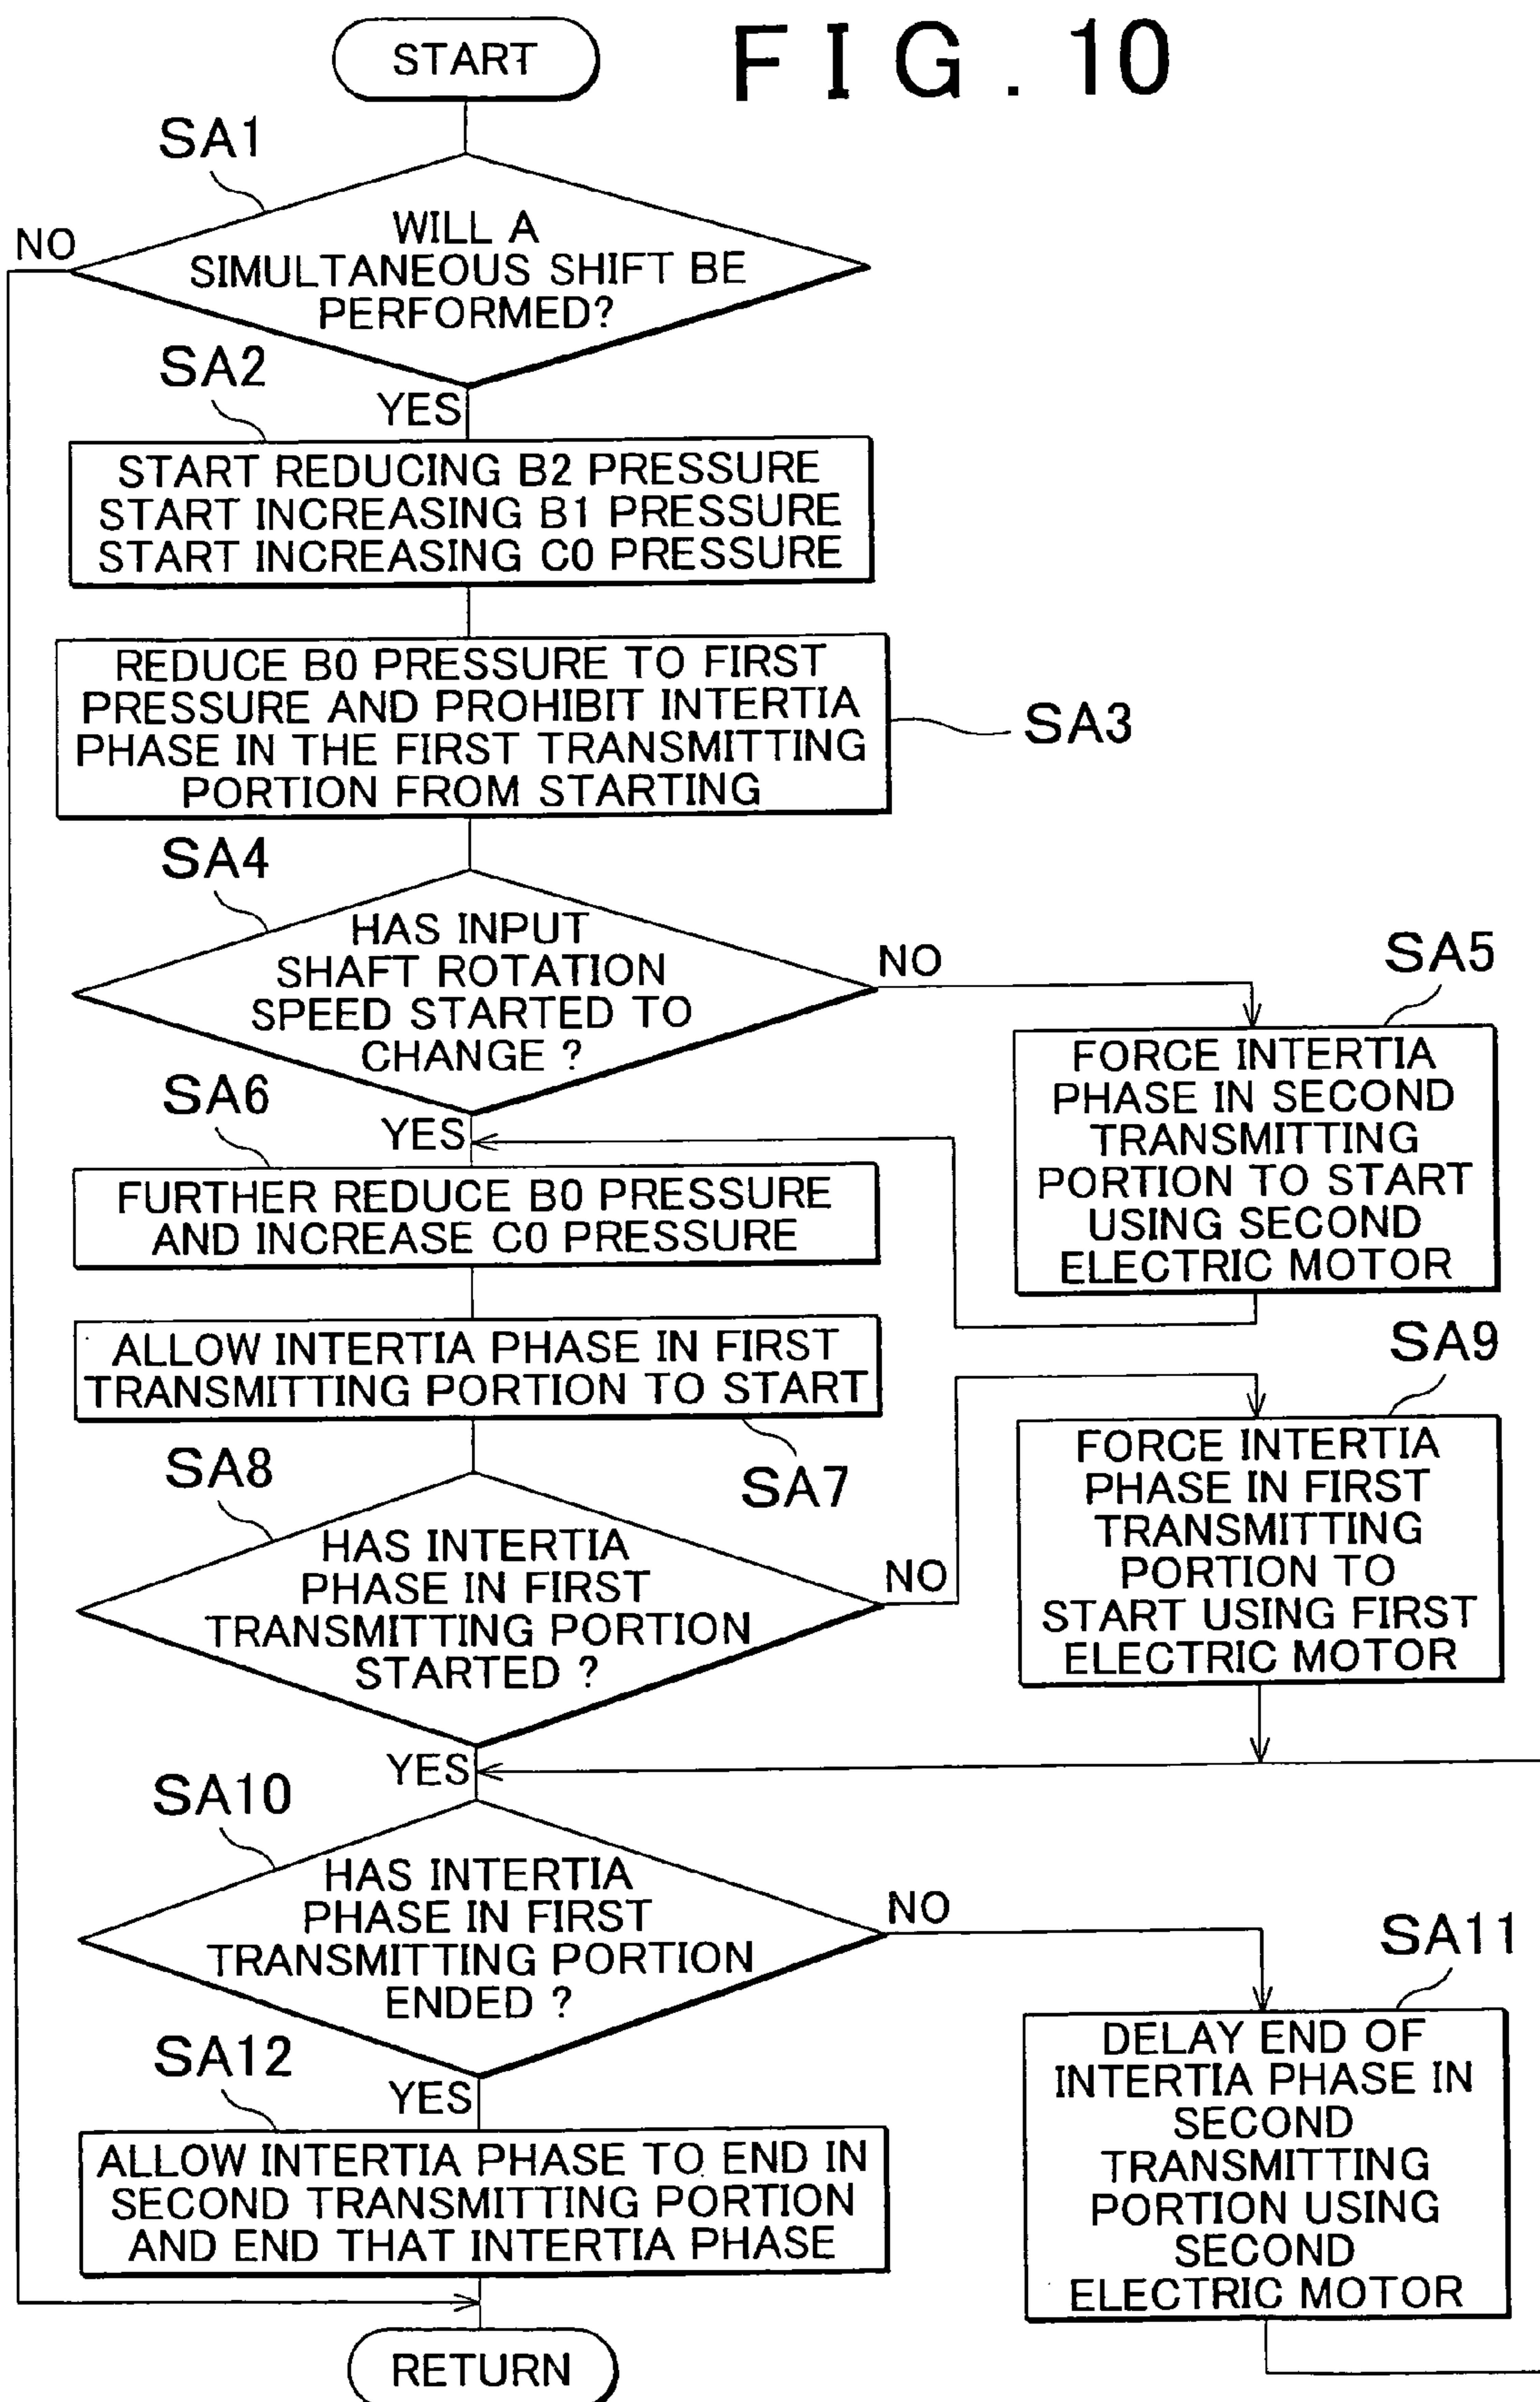 START
FIG.10
SA1
NO
WILL A
SIMULTANEOUS SHIFT BE
PERFORMED?
SA2
YES
START REDUCING B2 PRESSURE
START INCREASING B1 PRESSURE
START INCREASING C0 PRESSURE
REDUCE B0 PRESSURE TO FIRST
PRESSURE AND PROHIBIT INTERTIA
PHASE IN THE FIRST TRANSMITTING
PORTION FROM STARTING
SA3
SA4
HAS INPUT
SHAFT ROTATION
SPEED STARTED TO
CHANGE ?
NO
SA5
FORCE INTERTIA
PHASE IN SECOND
TRANSMITTING
PORTION TO START
USING SECOND
ELECTRIC MOTOR
SA6
YES
FURTHER REDUCE B0 PRESSURE
AND INCREASE C0 PRESSURE
ALLOW INTERTIA PHASE IN FIRST
TRANSMITTING PORTION TO START
SA7
SA8
HAS INTERTIA
PHASE IN FIRST
TRANSMITTING PORTION
STARTED ?
NO
SA9
FORCE INTERTIA
PHASE IN FIRST
TRANSMITTING
PORTION TO
START USING FIRST
ELECTRIC MOTOR
YES
SA10
HAS INTERTIA
PHASE IN FIRST
TRANSMITTING PORTION
ENDED ?
NO
SA11
DELAY END OF
INTERTIA PHASE IN
SECOND
TRANSMITTING
PORTION USING
SECOND
ELECTRIC MOTOR
SA12
YES
ALLOW INTERTIA PHASE TO END IN
SECOND TRANSMITTING PORTION
AND END THAT INTERTIA PHASE
RETURN